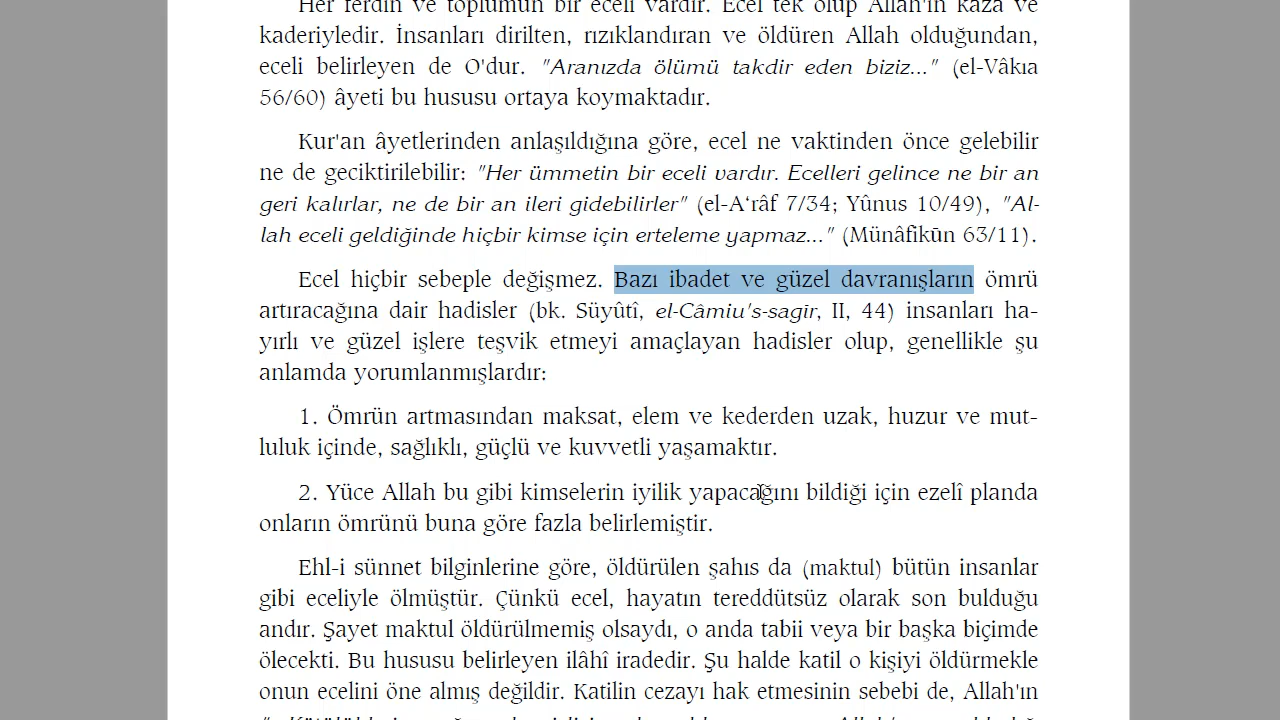 Her ferdin ve toplumun bir eceli vardır. Ecel tek olup Allah'ın kaza ve
kaderiyledir. İnsanları dirilten, rızıklandıran ve öldüren Allah olduğundan,
eceli belirleyen de O'dur. "Aranızda ölümü takdir eden biziz..." (el-Vâkıa
56/60) âyeti bu hususu ortaya koymaktadır.
Kur'an âyetlerinden anlaşıldığına göre, ecel ne vaktinden önce gelebilir
ne de geciktirilebilir: "Her ümmetin bir eceli vardır. Ecelleri gelince ne bir an
geri kalırlar, ne de bir an ileri gidebilirler" (el-A‘râf 7/34; Yûnus 10/49), "Al-
lah eceli geldiğinde hiçbir kimse için erteleme yapmaz..." (Münâfikūn 63/11).
Ecel hiçbir sebeple değişmez. Bazı ibadet ve güzel davranışların ömrü
artıracağına dair hadisler (bk. Süyûtî, el-Câmiu's-sagīr, II, 44) insanları ha-
yırlı ve güzel işlere teşvik etmeyi amaçlayan hadisler olup, genellikle şu
anlamda yorumlanmışlardır:
1. Ömrün artmasından maksat, elem ve kederden uzak, huzur ve mut-
luluk içinde, sağlıklı, güçlü ve kuvvetli yaşamaktır.
2. Yüce Allah bu gibi kimselerin iyilik yapacağını bildiği için ezelî planda
onların ömrünü buna göre fazla belirlemiştir.
Ehl-i sünnet bilginlerine göre, öldürülen şahıs da (maktul) bütün insanlar
gibi eceliyle ölmüştür. Çünkü ecel, hayatın tereddütsüz olarak son bulduğu
andır. Şayet maktul öldürülmemiş olsaydı, o anda tabii veya bir başka biçimde
ölecekti. Bu hususu belirleyen ilâhî iradedir. Şu halde katil o kişiyi öldürmekle
onun ecelini öne almış değildir. Katilin cezayı hak etmesinin sebebi de, Allah'ın